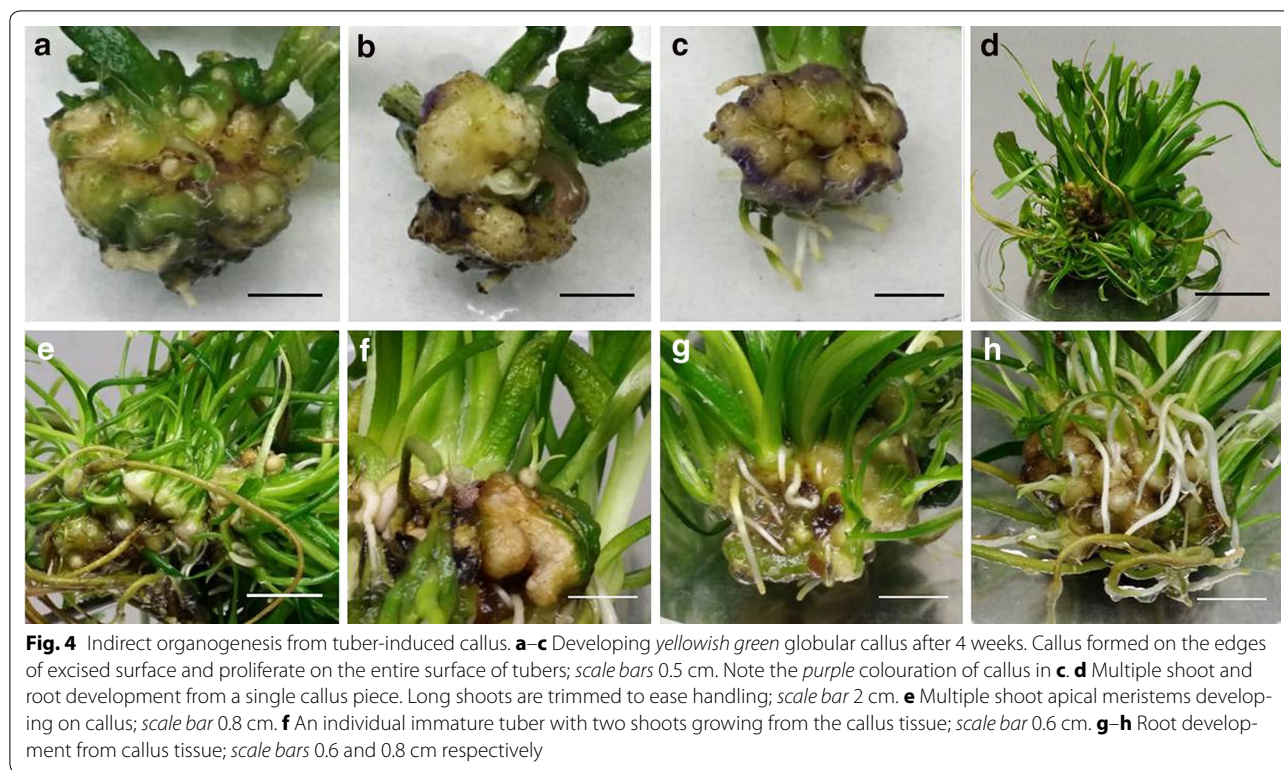 a
b
c
d
e
f
g
h
Fig. 4 Indirect organogenesis from tuber-induced callus. a–c Developing yellowish green globular callus after 4 weeks. Callus formed on the edges
of excised surface and proliferate on the entire surface of tubers; scale bars 0.5 cm. Note the purple colouration of callus in c. d Multiple shoot and
root development from a single callus piece. Long shoots are trimmed to ease handling; scale bar 2 cm. e Multiple shoot apical meristems develop-
ing on callus; scale bar 0.8 cm. f An individual immature tuber with two shoots growing from the callus tissue; scale bar 0.6 cm. g–h Root develop-
ment from callus tissue; scale bars 0.6 and 0.8 cm respectively